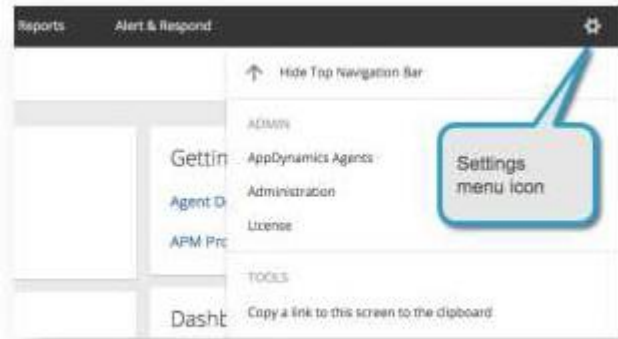 Reports Alert & Respond
Hide Top Navigation Bar
ADMIN
Gettin
AppDynamics Agents
Settings
menu icon
Agent D
Administration
License
APM Pro
TOOLS
Dashb
Copy a link to this screen to the clipboard